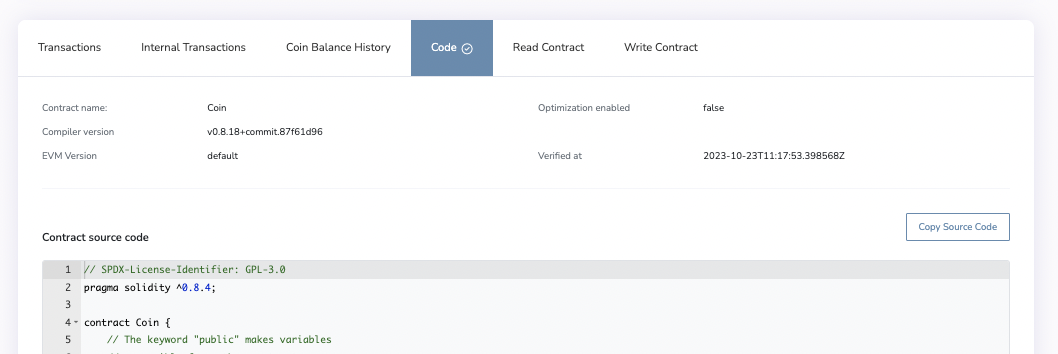 Transactions Internal Transactions Coin Balance History Code Read Contract Write Contract
Contract name: Coin Optimization enabled false
Compiler version v0.8.18+commit.87f61d96
EVM Version default Verified at 2023-10-23T11:17:53.398568Z
Copy Source Code
Contract source code
1 // SPDX-License-Identifier: GPL-3.0
2 pragma solidity ^0.8.4;
3
4 contract Coin {
5 // The keyword "public" makes variables